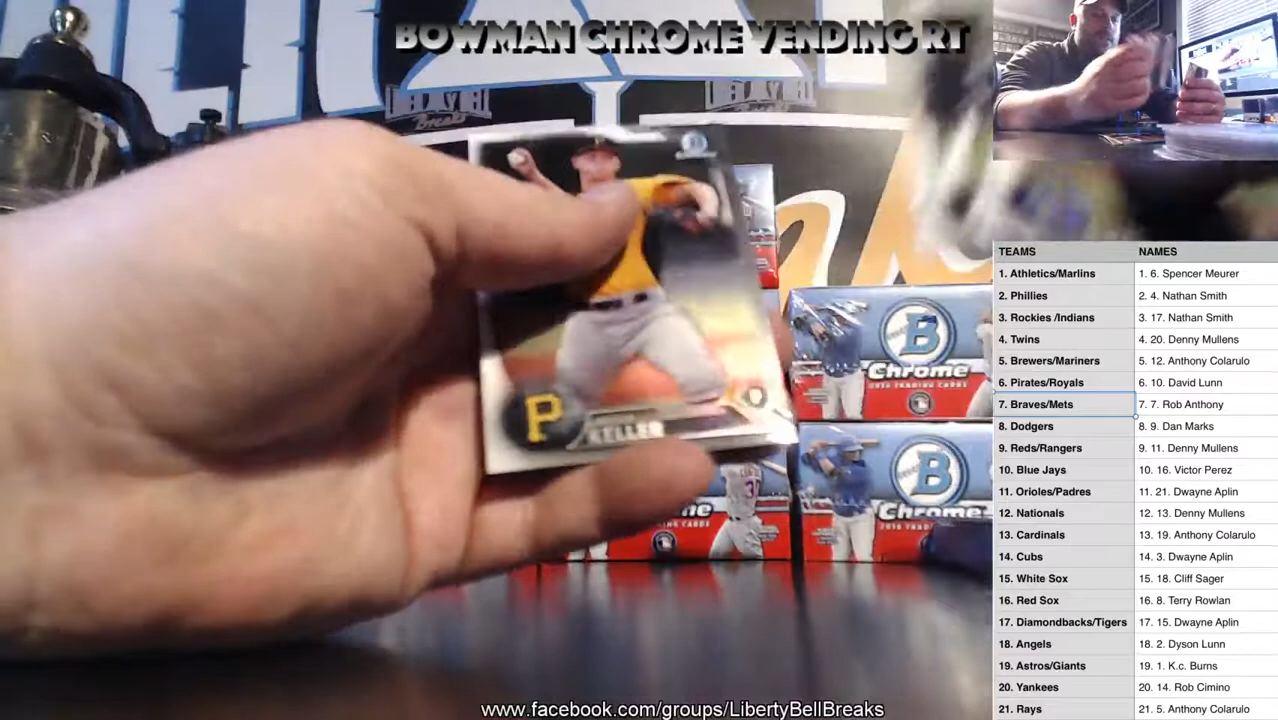 BOWMAN CHROME VENDING RT
Breaks
P
KELLER
B
Chrome
2016 TRADING CARDS
B
Chrome
TEAMS NAMES
1. Athletics/Marlins 1. 6. Spencer Meurer
2. Phillies 2. 4. Nathan Smith
3. Rockies /Indians 3. 17. Nathan Smith
4. Twins 4. 20. Denny Mullens
5. Brewers/Mariners 5. 12. Anthony Colarulo
6. Pirates/Royals 6. 10. David Lunn
7. Braves/Mets 7. 7. Rob Anthony
8. Dodgers 8. 9. Dan Marks
9. Reds/Rangers 9. 11. Denny Mullens
10. Blue Jays 10. 16. Victor Perez
11. Orioles/Padres 11. 21. Dwayne Aplin
12. Nationals 12. 13. Denny Mullens
13. Cardinals 13. 19. Anthony Colarulo
14. Cubs 14. 3. Dwayne Aplin
15. White Sox 15. 18. Cliff Sager
16. Red Sox 16. 8. Terry Rowlan
17. Diamondbacks/Tigers 17. 15. Dwayne Aplin
18. Angels 18. 2. Dyson Lunn
19. Astros/Giants 19. 1. K.c. Burns
20. Yankees 20. 14. Rob Cimino
21. Rays 21. 5. Anthony Colarulo
www.facebook.com/groups/LibertyBellBreaks